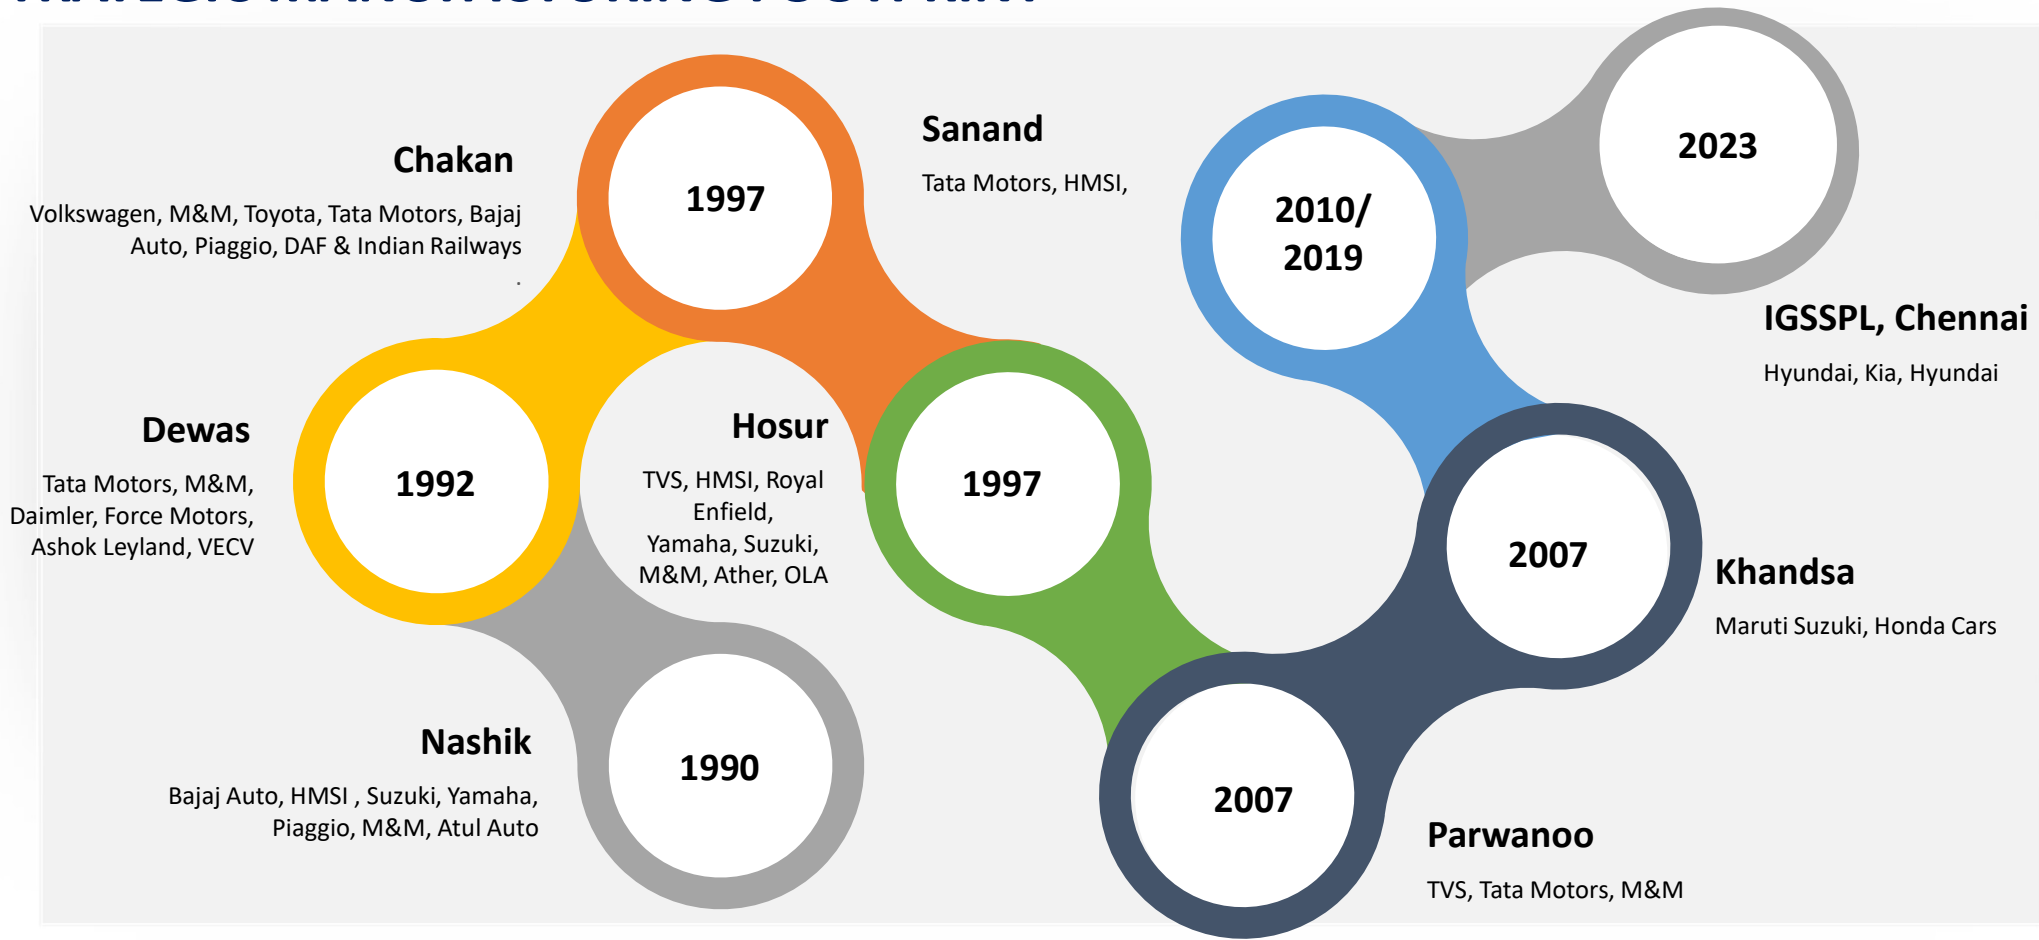 Chakan
Volkswagen, M&M, Toyota, Tata Motors, Bajaj
Auto, Piaggio, DAF & Indian Railways
.
1997
Sanand
Tata Motors, HMSI,
2010/
2019
2023
IGSSPL, Chennai
Hyundai, Kia, Hyundai
Dewas
Tata Motors, M&M,
Daimler, Force Motors,
Ashok Leyland, VECV
1992
Hosur
TVS, HMSI, Royal
Enfield,
Yamaha, Suzuki,
M&M, Ather, OLA
1997
2007
Khandsa
Maruti Suzuki, Honda Cars
Nashik
Bajaj Auto, HMSI , Suzuki, Yamaha,
Piaggio, M&M, Atul Auto
1990
2007
Parwanoo
TVS, Tata Motors, M&M